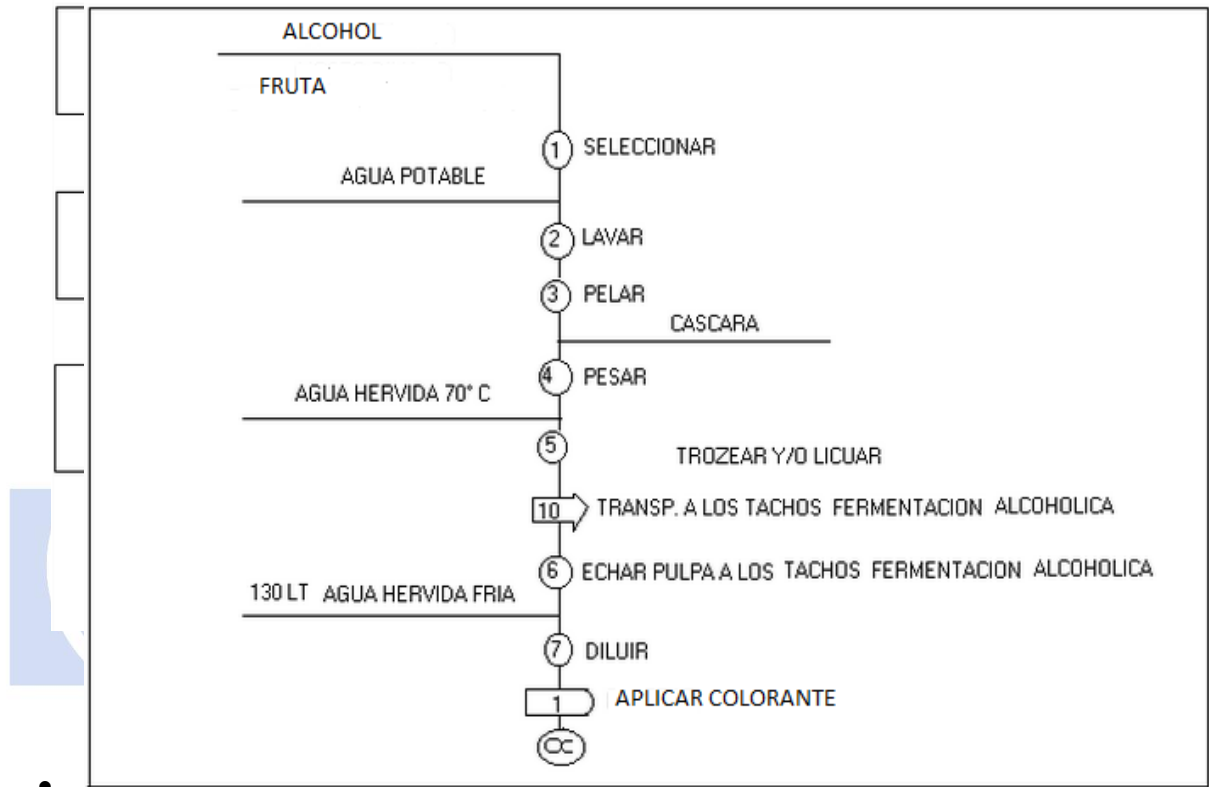 ALCOHOL
FRUTA
1 SELECCIONAR
AGUA POTABLE
2 LAVAR
3 PELAR
CASCARA
4 PESAR
AGUA HERVIDA 70° C
5 TROZEAR Y/O LICUAR
10 TRANSP. A LOS TACHOS FERMENTACION ALCOHOLICA
6 ECHAR PULPA A LOS TACHOS FERMENTACION ALCOHOLICA
130 LT AGUA HERVIDA FRIA
7 DILUIR
1 APLICAR COLORANTE